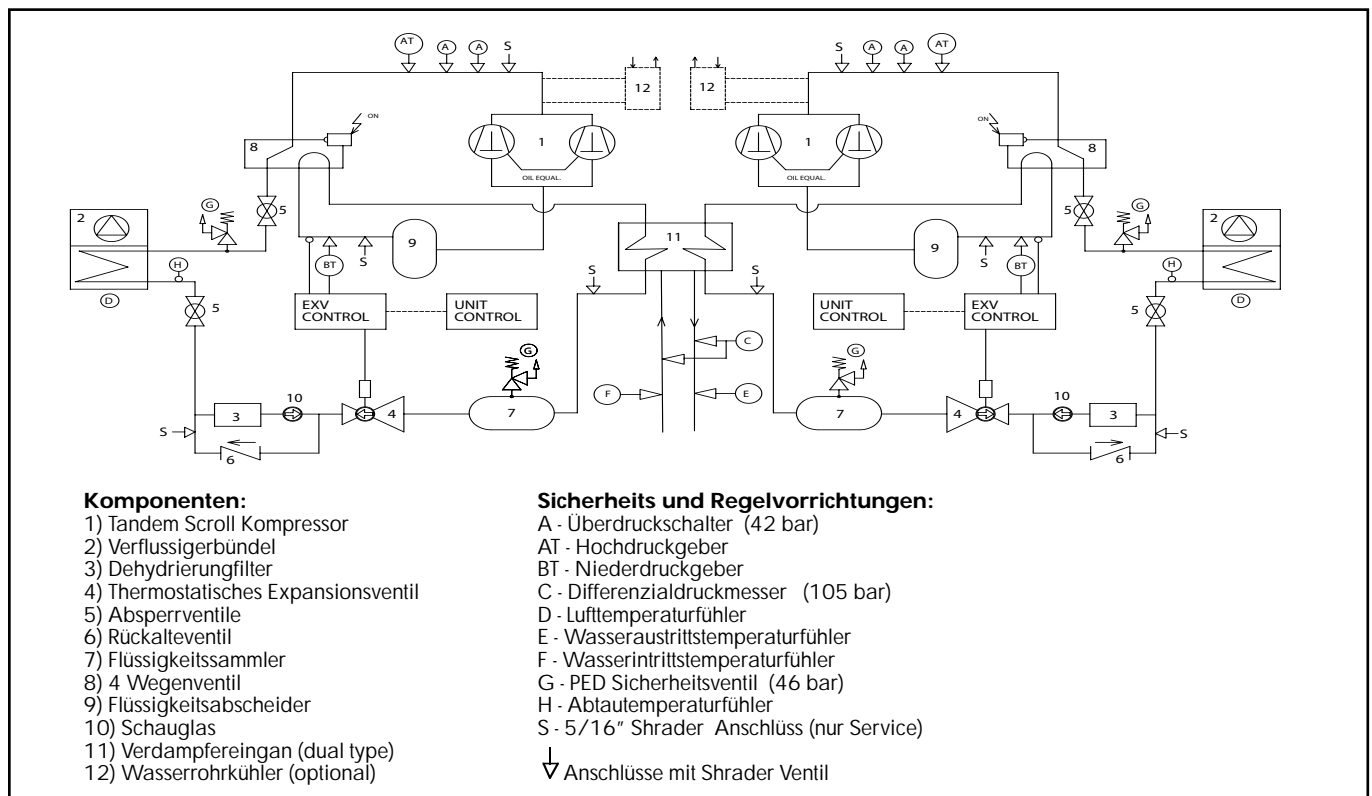 AT A A S
S A A AT
12 12
ON ON
8 1 1 8
OIL EQUAL. OIL EQUAL.
G 5 5 G
2 9 11 9 2
H BT S S BT H
D 5 S S 5 D
EXV CONTROL UNIT CONTROL UNIT CONTROL EXV CONTROL
G C G
F E
10 10
3 4 7 7 4 3
S 6 6 S
Komponenten:
1) Tandem Scroll Kompressor
2) Verflussigerbündel
3) Dehydrierungfilter
4) Thermostatisches Expansionsventil
5) Absperrventile
6) Rückalteventil
7) Flüssigkeitssammler
8) 4 Wegenventil
9) Flüssigkeitsabscheider
10) Schauglas
11) Verdampfereingan (dual type)
12) Wasserrohrkühler (optional)
Sicherheits und Regelvorrichtungen:
A - Überdruckschalter (42 bar)
AT - Hochdruckgeber
BT - Niederdruckgeber
C - Differenzialdruckmesser (105 bar)
D - Lufttemperaturfühler
E - Wasseraustrittstemperaturfühler
F - Wasserintrittstemperaturfühler
G - PED Sicherheitsventil (46 bar)
H - Abtautemperaturfühler
S - 5/16” Shrader Anschlüss (nur Service)
Anschlüsse mit Shrader Ventil